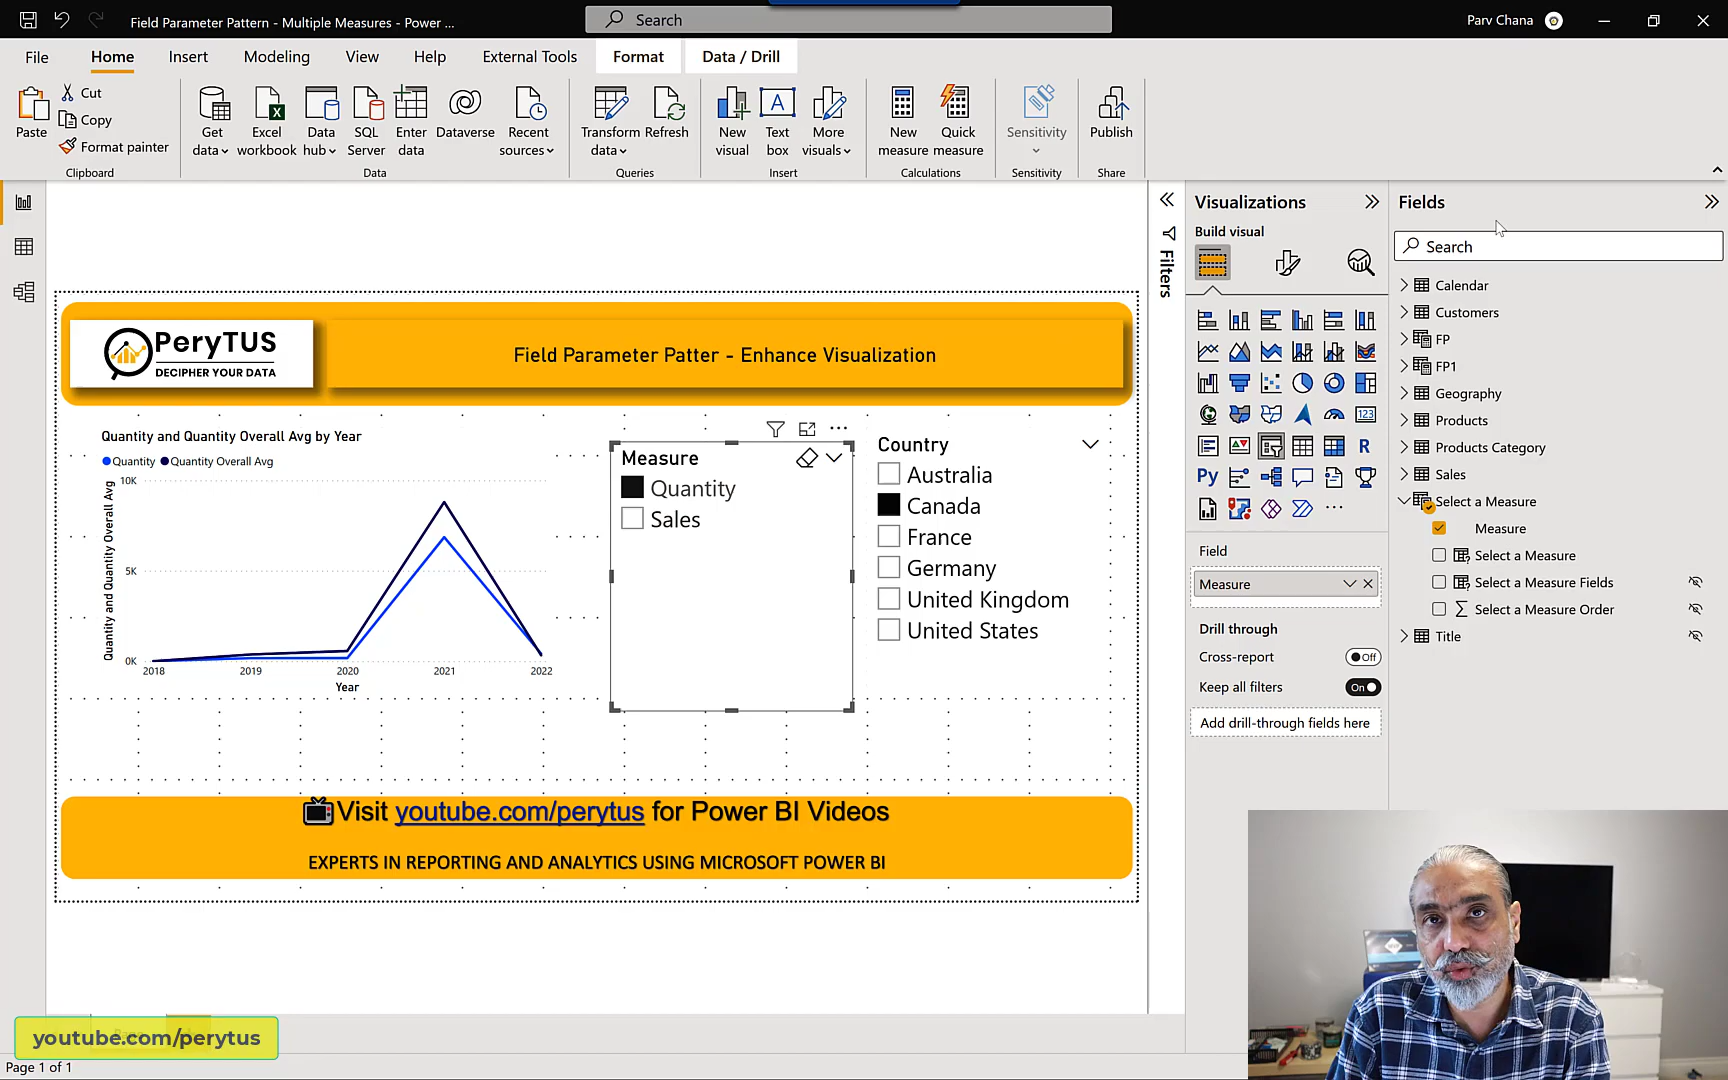 Field Parameter Pattern - Multiple Measures - Power ...
Search
Parv Chana
File
Home
Insert
Modeling
View
Help
External Tools
Format
Data / Drill
Paste
Cut
Copy
Format painter
Clipboard
Get data
Excel workbook
Data hub
SQL Server
Enter data
Dataverse
Recent sources
Data
Transform data
Refresh
Queries
New visual
Text box
More visuals
Insert
New measure
Quick measure
Calculations
Sensitivity
Sensitivity
Publish
Share
PeryTUS
DECIPHER YOUR DATA
Field Parameter Patter - Enhance Visualization
Quantity and Quantity Overall Avg by Year
Quantity Quantity Overall Avg
Quantity and Quantity Overall Avg
10K
5K
0K
2018 2019 2020 2021 2022
Year
Measure
Quantity
Sales
Country
Australia
Canada
France
Germany
United Kingdom
United States
Visit youtube.com/perytus for Power BI Videos
EXPERTS IN REPORTING AND ANALYTICS USING MICROSOFT POWER BI
youtube.com/perytus
Page 1 of 1
Filters
Visualizations
Build visual
123
R
Py
Field
Measure
Drill through
Cross-report
Off
Keep all filters
On
Add drill-through fields here
Fields
Search
Calendar
Customers
FP
FP1
Geography
Products
Products Category
Sales
Select a Measure
Measure
Select a Measure
Select a Measure Fields
Select a Measure Order
Title